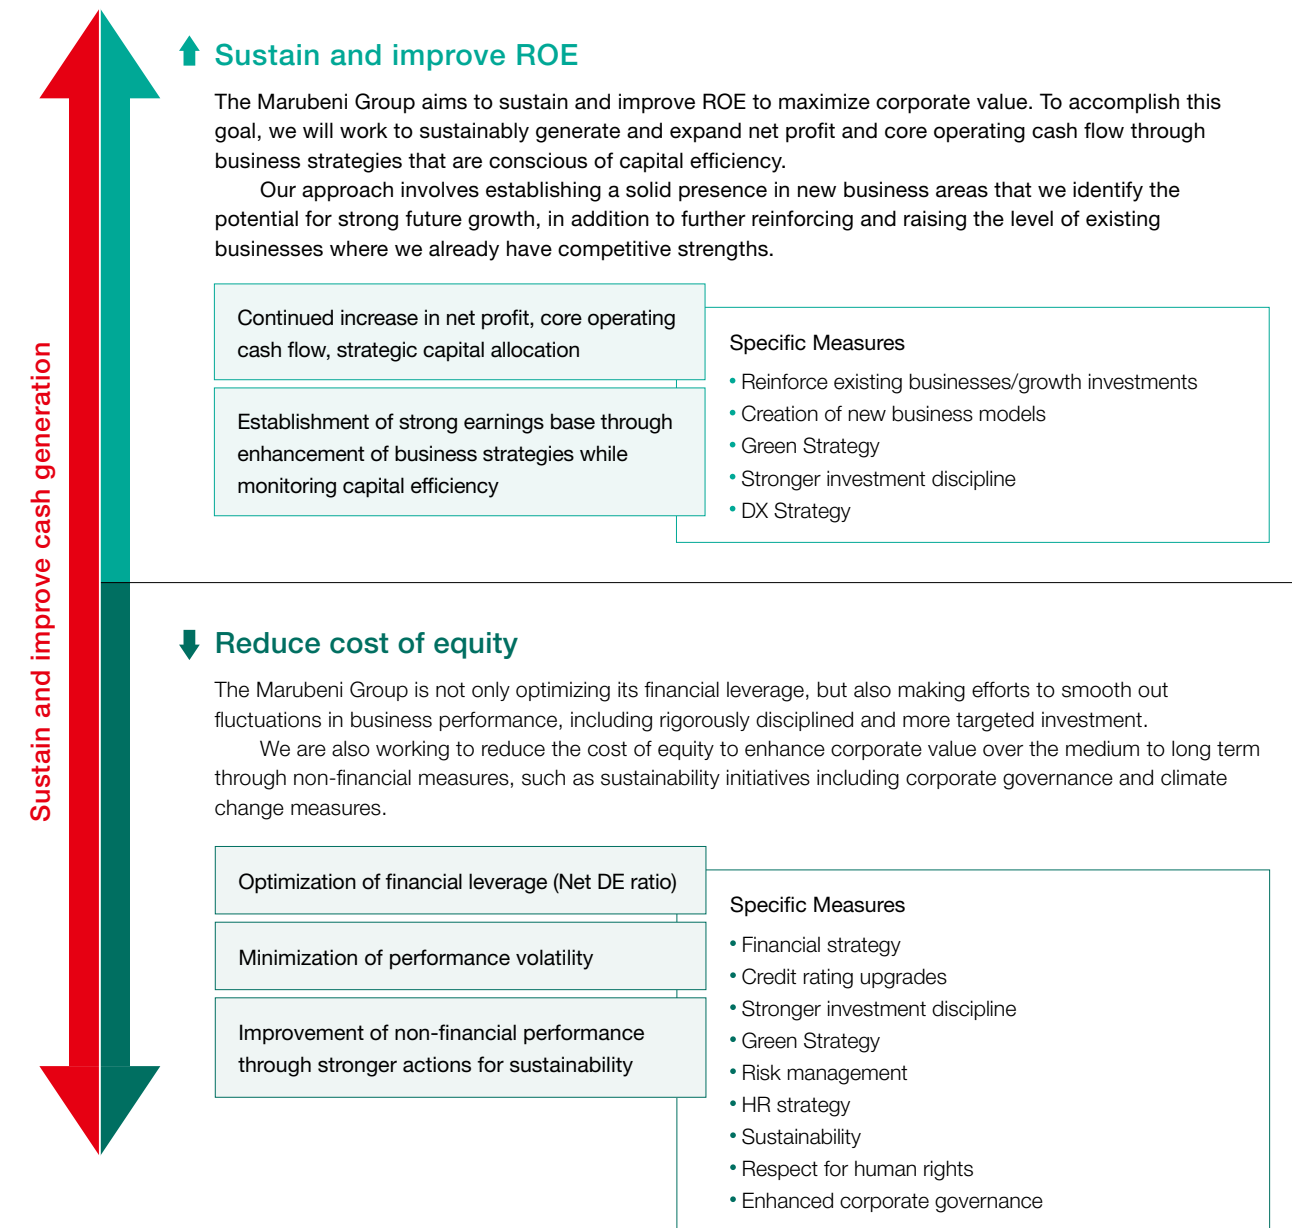 Sustain and improve cash generation
Sustain and improve ROE
The Marubeni Group aims to sustain and improve ROE to maximize corporate value. To accomplish this
goal, we will work to sustainably generate and expand net profit and core operating cash flow through
business strategies that are conscious of capital efficiency.
Our approach involves establishing a solid presence in new business areas that we identify the
potential for strong future growth, in addition to further reinforcing and raising the level of existing
businesses where we already have competitive strengths.
Continued increase in net profit, core operating
cash flow, strategic capital allocation
Establishment of strong earnings base through
enhancement of business strategies while
monitoring capital efficiency
Specific Measures
• Reinforce existing businesses/growth investments
• Creation of new business models
• Green Strategy
• Stronger investment discipline
• DX Strategy
Reduce cost of equity
The Marubeni Group is not only optimizing its financial leverage, but also making efforts to smooth out
fluctuations in business performance, including rigorously disciplined and more targeted investment.
We are also working to reduce the cost of equity to enhance corporate value over the medium to long term
through non-financial measures, such as sustainability initiatives including corporate governance and climate
change measures.
Optimization of financial leverage (Net DE ratio)
Minimization of performance volatility
Improvement of non-financial performance
through stronger actions for sustainability
Specific Measures
• Financial strategy
• Credit rating upgrades
• Stronger investment discipline
• Green Strategy
• Risk management
• HR strategy
• Sustainability
• Respect for human rights
• Enhanced corporate governance